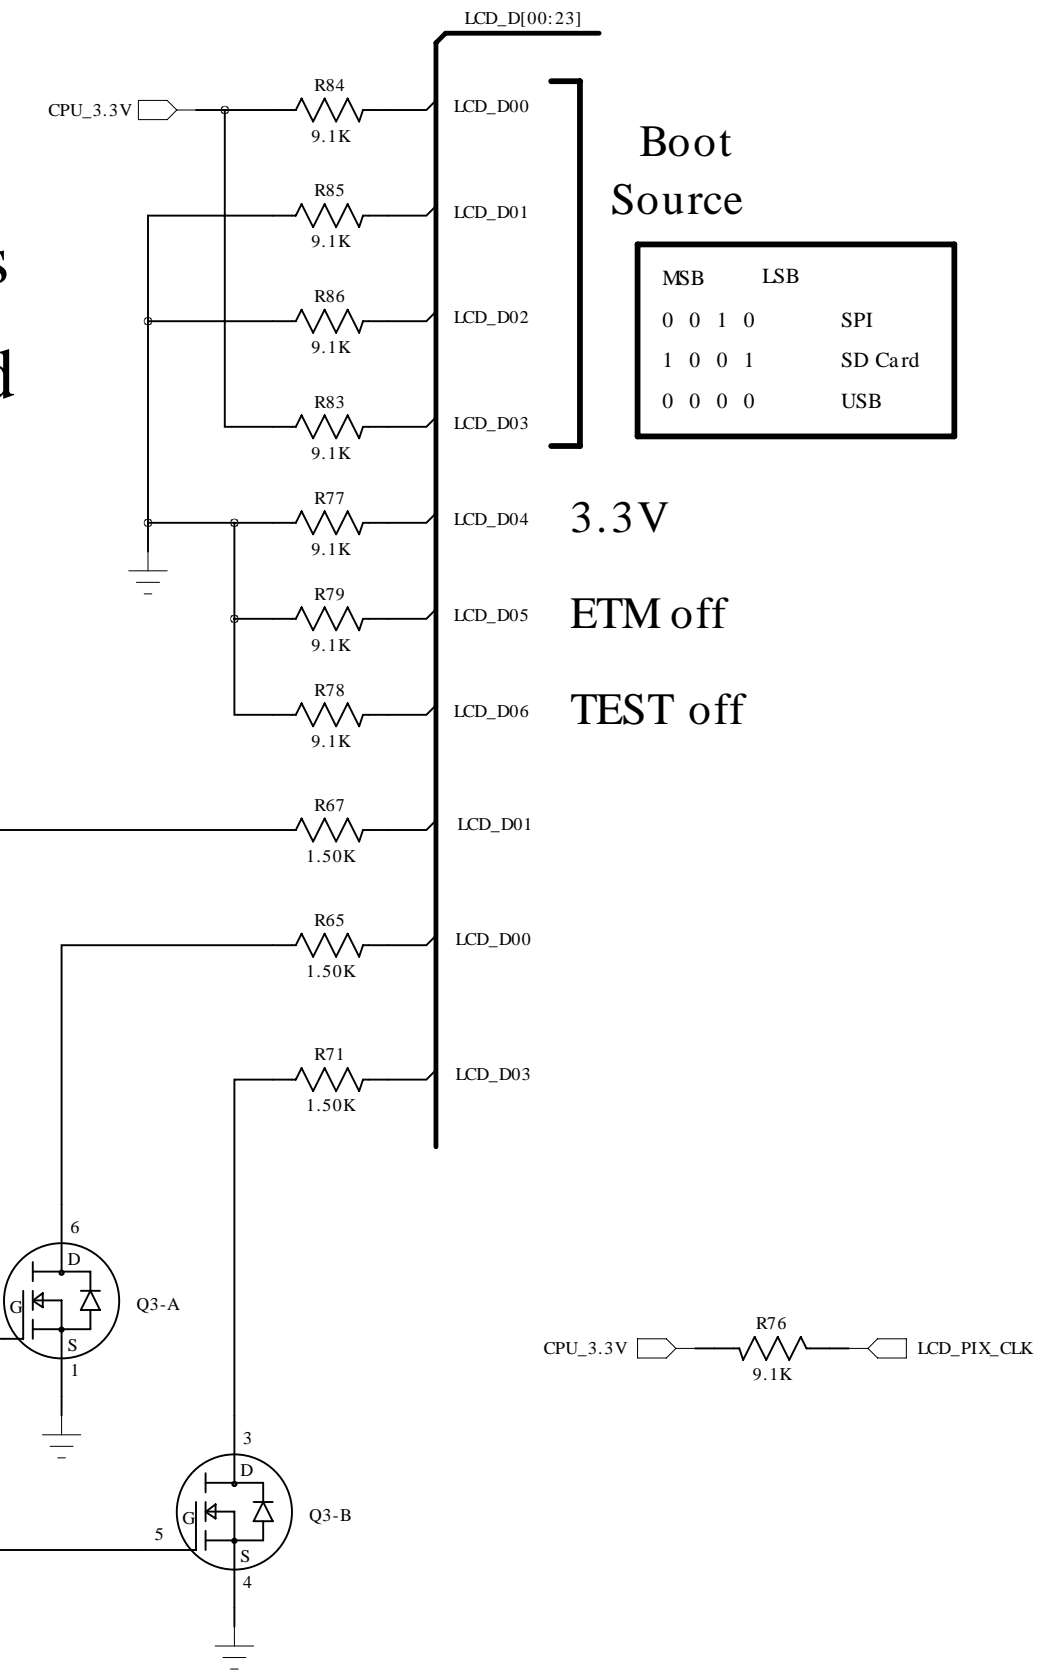 LCD_D[00:23]
R84
CPU_3.3V
9.1K
LCD_D00
Boot
Source
R85
9.1K
LCD_D01
s
MSB LSB
0 0 1 0 SPI
1 0 0 1 SD Card
0 0 0 0 USB
R86
9.1K
LCD_D02
d
R83
9.1K
LCD_D03
R77
9.1K
LCD_D04
3.3V
R79
9.1K
LCD_D05
ETM off
R78
9.1K
LCD_D06
TEST off
R67
1.50K
LCD_D01
R65
1.50K
LCD_D00
R71
1.50K
LCD_D03
6
D
G
S
1
Q3-A
R76
CPU_3.3V
9.1K
LCD_PIX_CLK
3
D
G
5
S
4
Q3-B